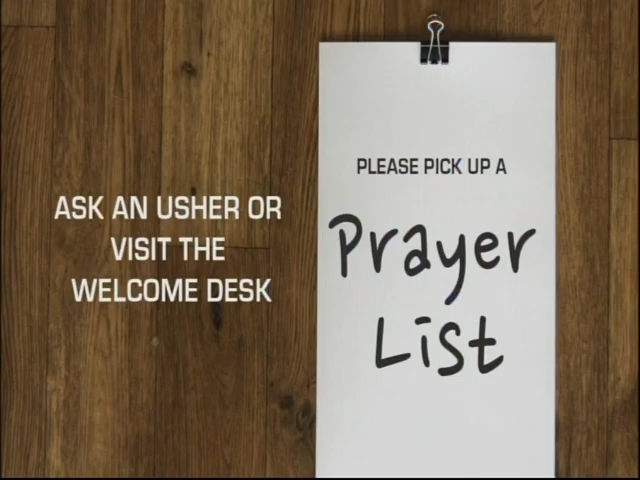 ASK AN USHER OR
VISIT THE
WELCOME DESK
PLEASE PICK UP A
Prayer
List